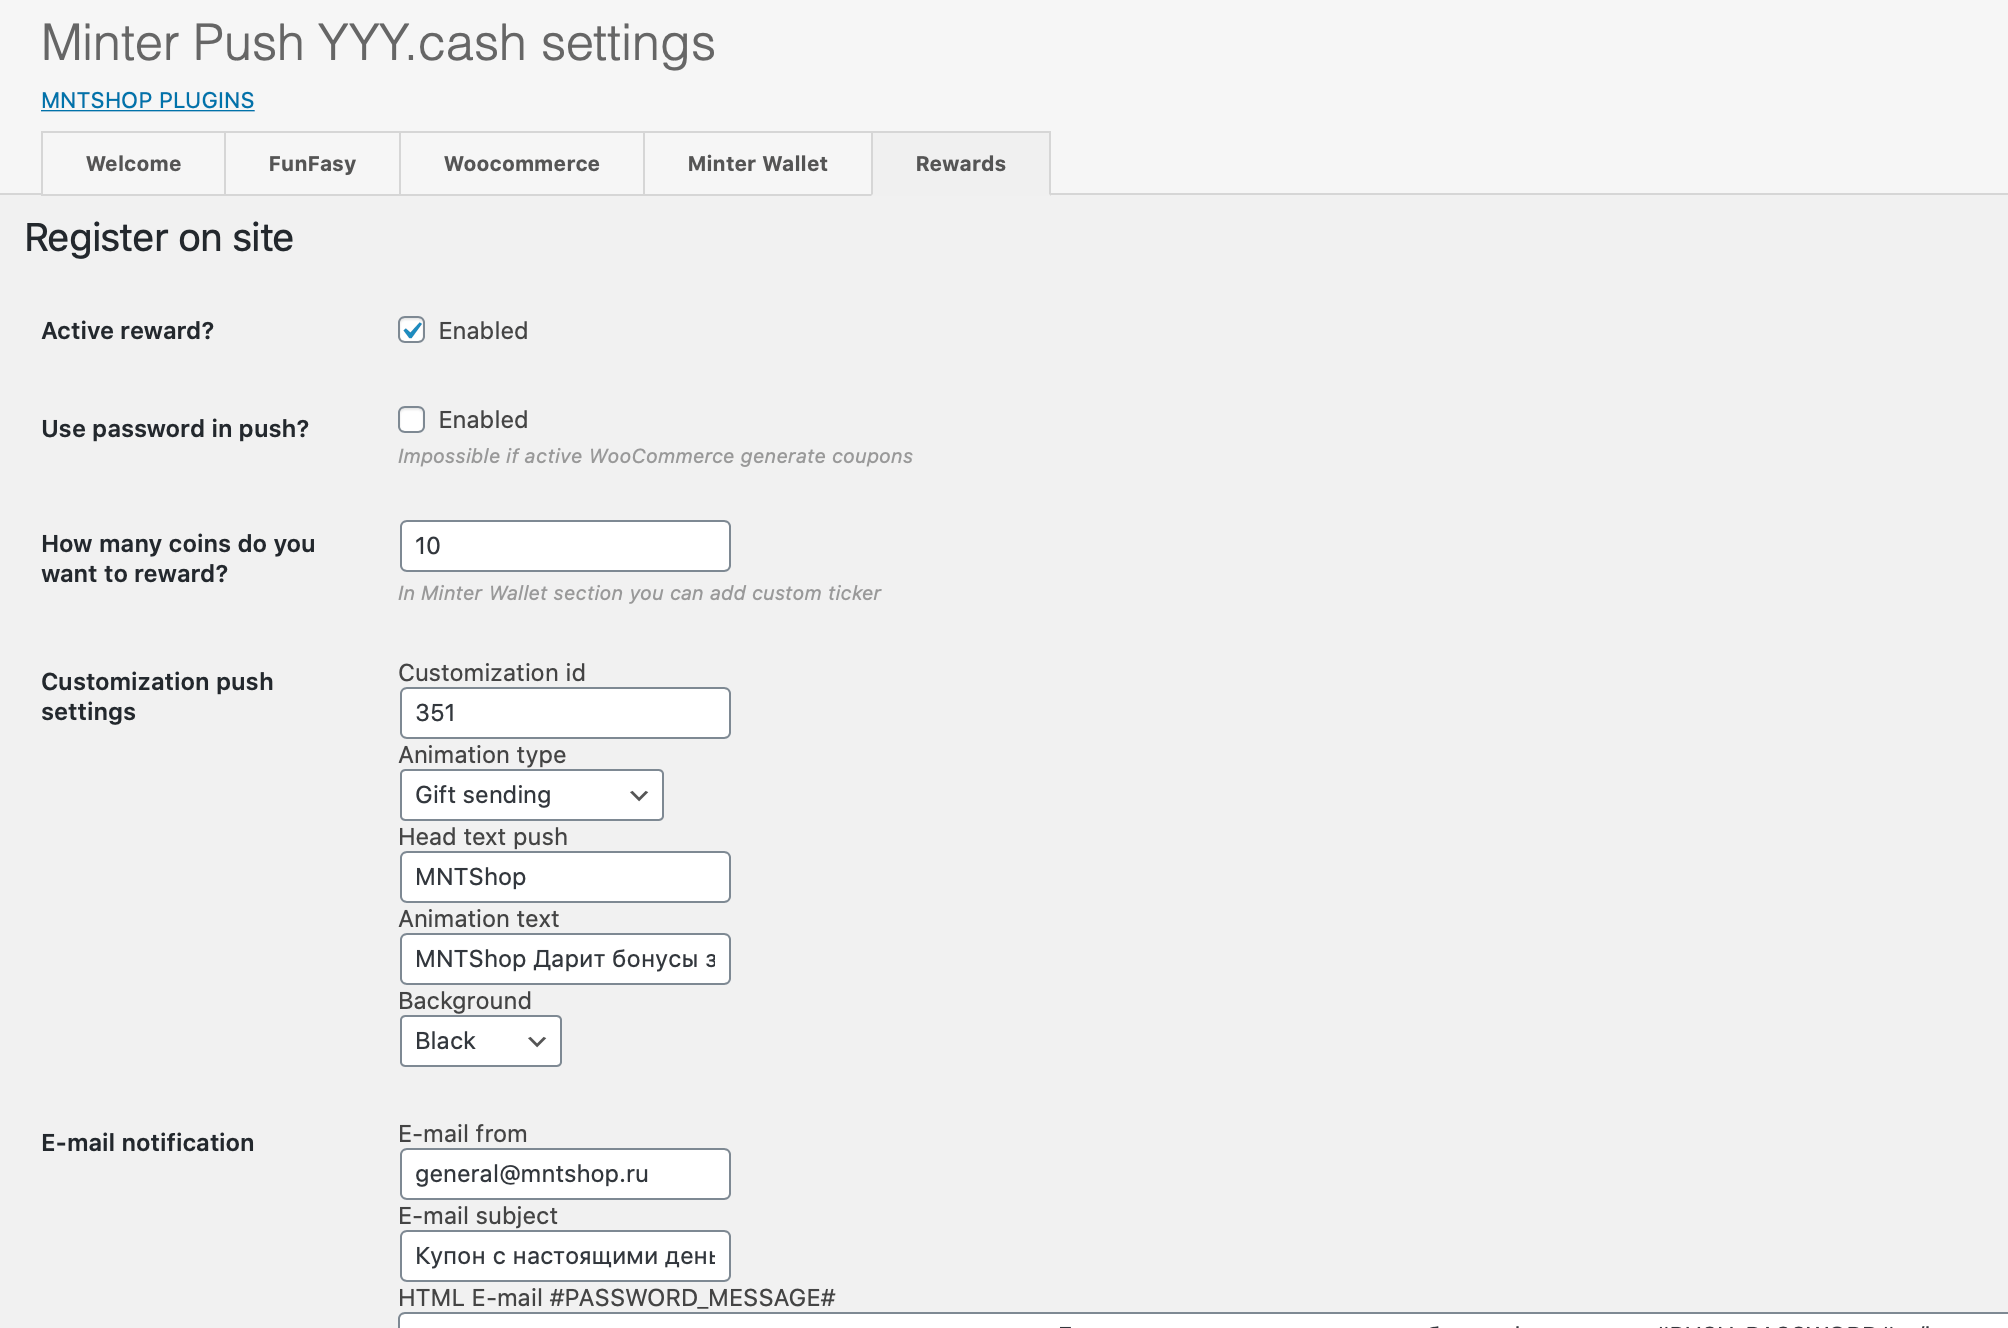 Minter Push YYY.cash settings
MNTSHOP PLUGINS
Welcome FunFasy Woocommerce Minter Wallet Rewards
Register on site
Active reward? Enabled
Use password in push? Enabled
Impossible if active WooCommerce generate coupons
How many coins do you want to reward? 10
In Minter Wallet section you can add custom ticker
Customization push settings
Customization id
351
Animation type
Gift sending
Head text push
MNTShop
Animation text
MNTShop Дарит бонусы з
Background
Black
E-mail notification
E-mail from
general@mntshop.ru
E-mail subject
Купон с настоящими ден
HTML E-mail #PASSWORD_MESSAGE#